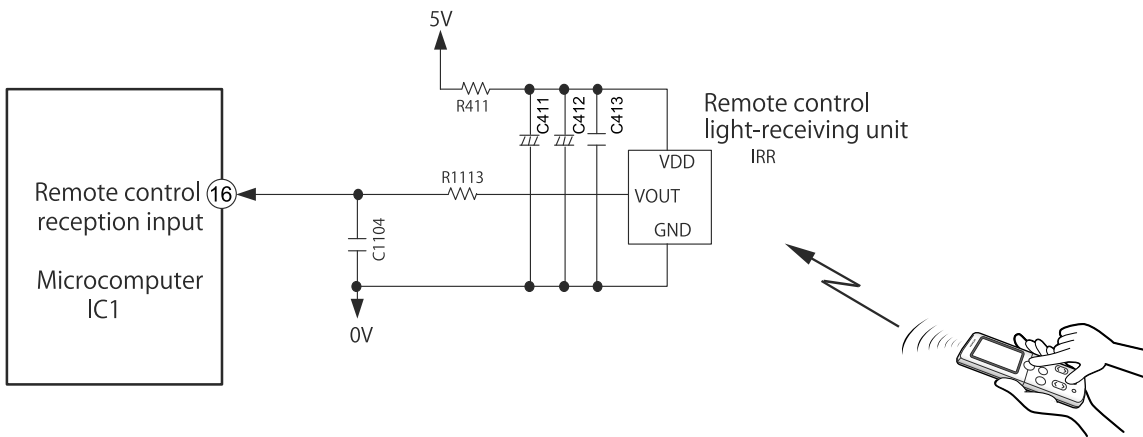 5V
R411
C411
C412
C413
Remote control
light-receiving unit
IRR
VDD
VOUT
GND
R1113
C1104
0V
Remote control
reception input
16
Microcomputer
IC1